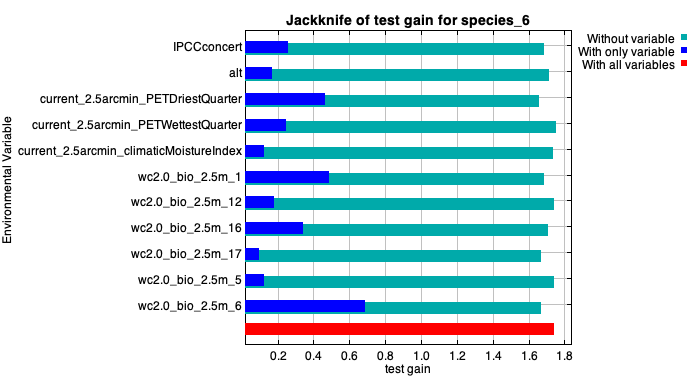 Jackknife of test gain for species_6
Without variable
With only variable
With all variables
Environmental Variable
IPCCconcert
alt
current_2.5arcmin_PETDriestQuarter
current_2.5arcmin_PETWettestQuarter
current_2.5arcmin_climaticMoistureIndex
wc2.0_bio_2.5m_1
wc2.0_bio_2.5m_12
wc2.0_bio_2.5m_16
wc2.0_bio_2.5m_17
wc2.0_bio_2.5m_5
wc2.0_bio_2.5m_6
0.2 0.4 0.6 0.8 1.0 1.2 1.4 1.6 1.8
test gain